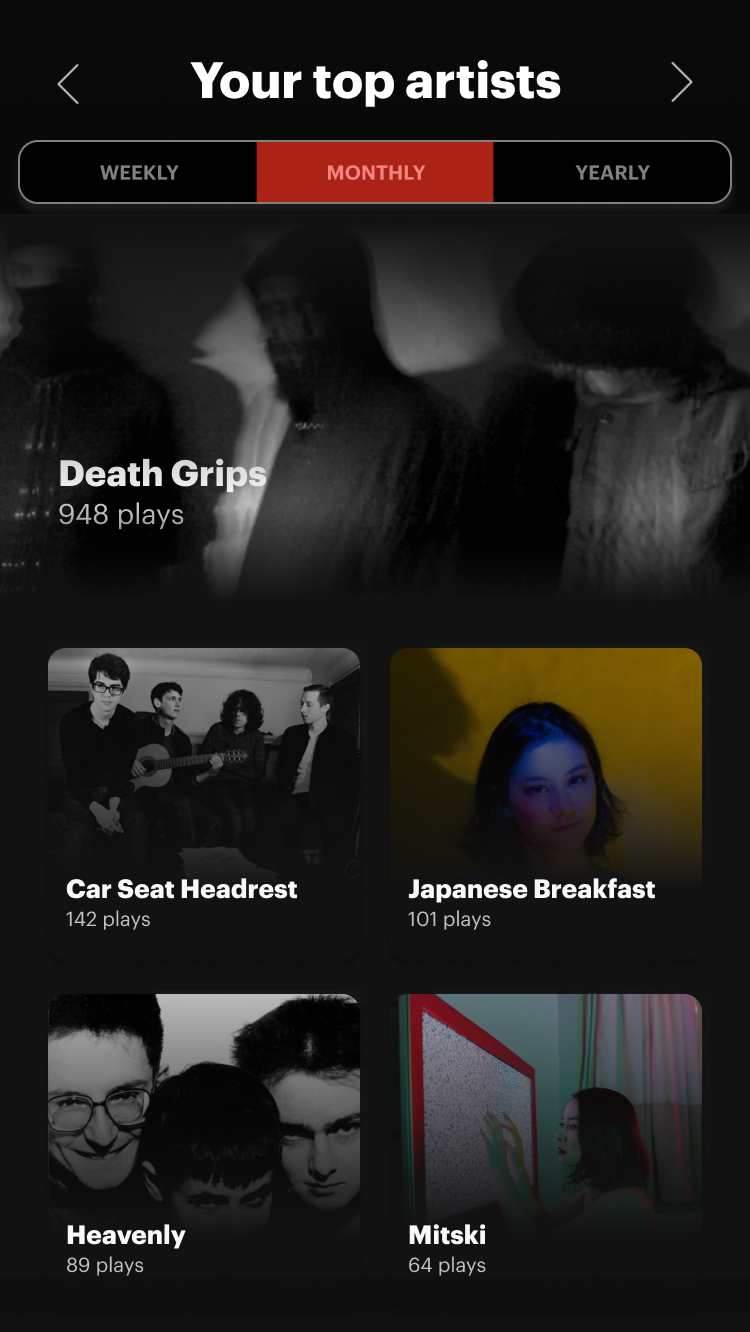 Your top artists
WEEKLY MONTHLY YEARLY
Death Grips
948 plays
Car Seat Headrest
142 plays
Japanese Breakfast
101 plays
Heavenly
89 plays
Mitski
64 plays